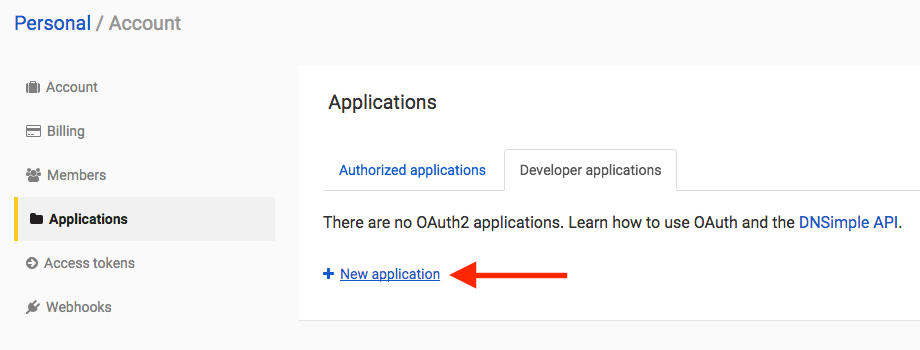 Personal / Account
Account
Billing
Members
Applications
Access tokens
Webhooks
Applications
Authorized applications
Developer applications
There are no OAuth2 applications. Learn how to use OAuth and the DNSimple API.
+ New application